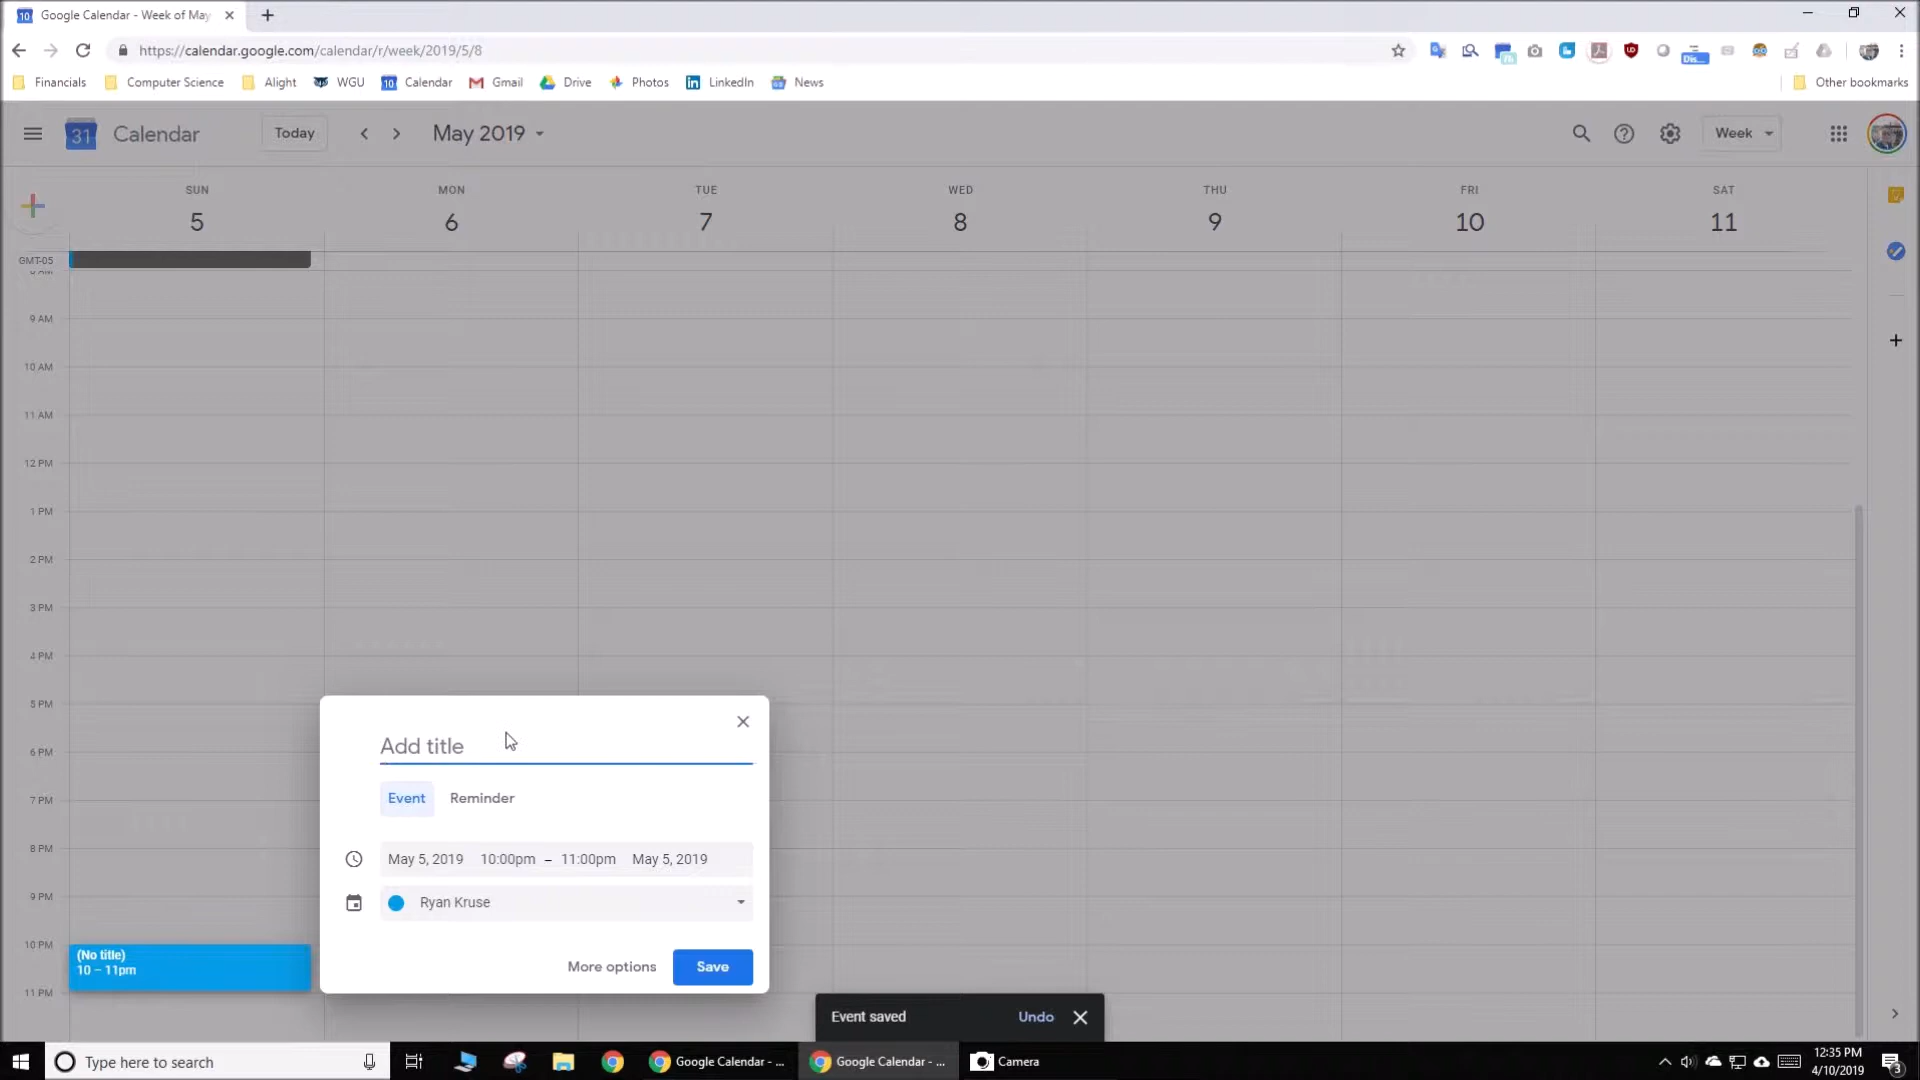 Google Calendar - Week of May
https://calendar.google.com/calendar/r/week/2019/5/8
Financials Computer Science Alight WGU Calendar Gmail Drive Photos LinkedIn News Other bookmarks
31 Calendar Today May 2019 Week
SUN MON TUE WED THU FRI SAT
5 6 7 8 9 10 11
GMT-05
9 AM
10 AM
11 AM
12 PM
1 PM
2 PM
3 PM
4 PM
5 PM
6 PM
7 PM
8 PM
9 PM
10 PM
11 PM
(No title)
10 – 11pm
Add title
Event Reminder
May 5, 2019 10:00pm – 11:00pm May 5, 2019
Ryan Kruse
More options Save
Event saved Undo
Type here to search
Google Calendar - ...
Google Calendar - ...
Camera
12:35 PM
4/10/2019
3